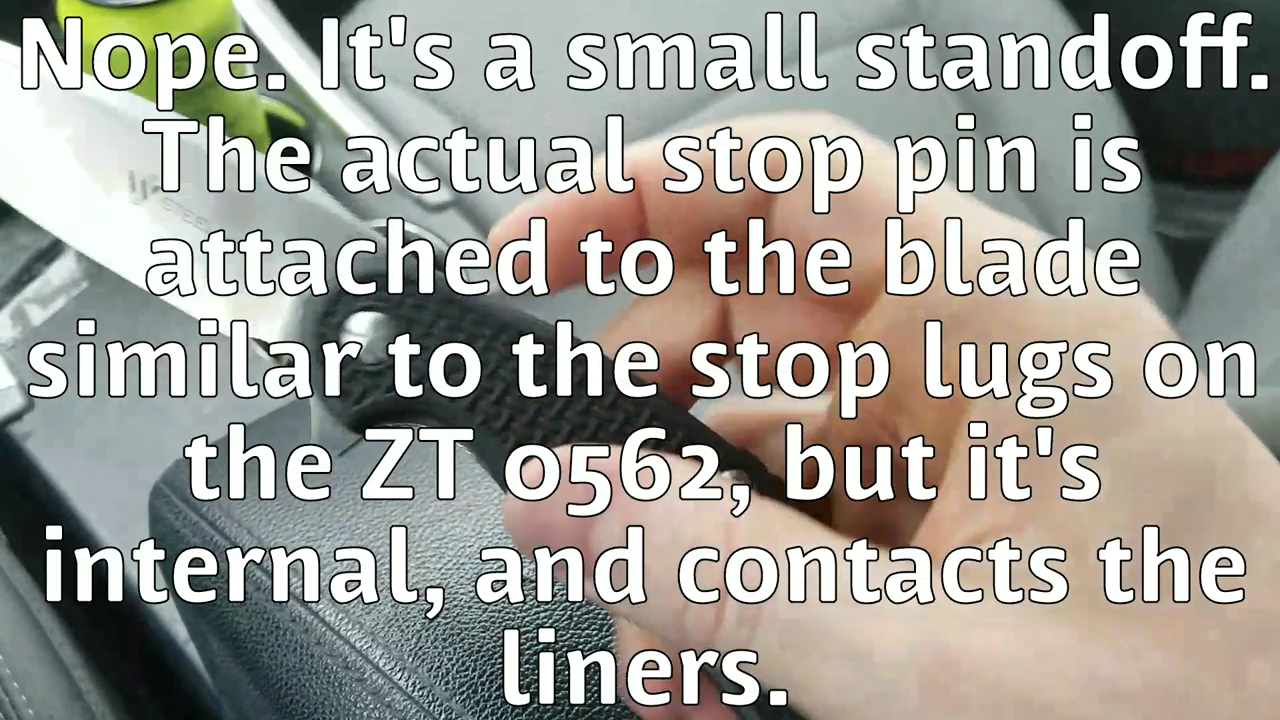 Nope. It's a small standoff.
The actual stop pin is
attached to the blade
similar to the stop lugs on
the ZT 0562, but it's
internal, and contacts the
liners.
STEEL